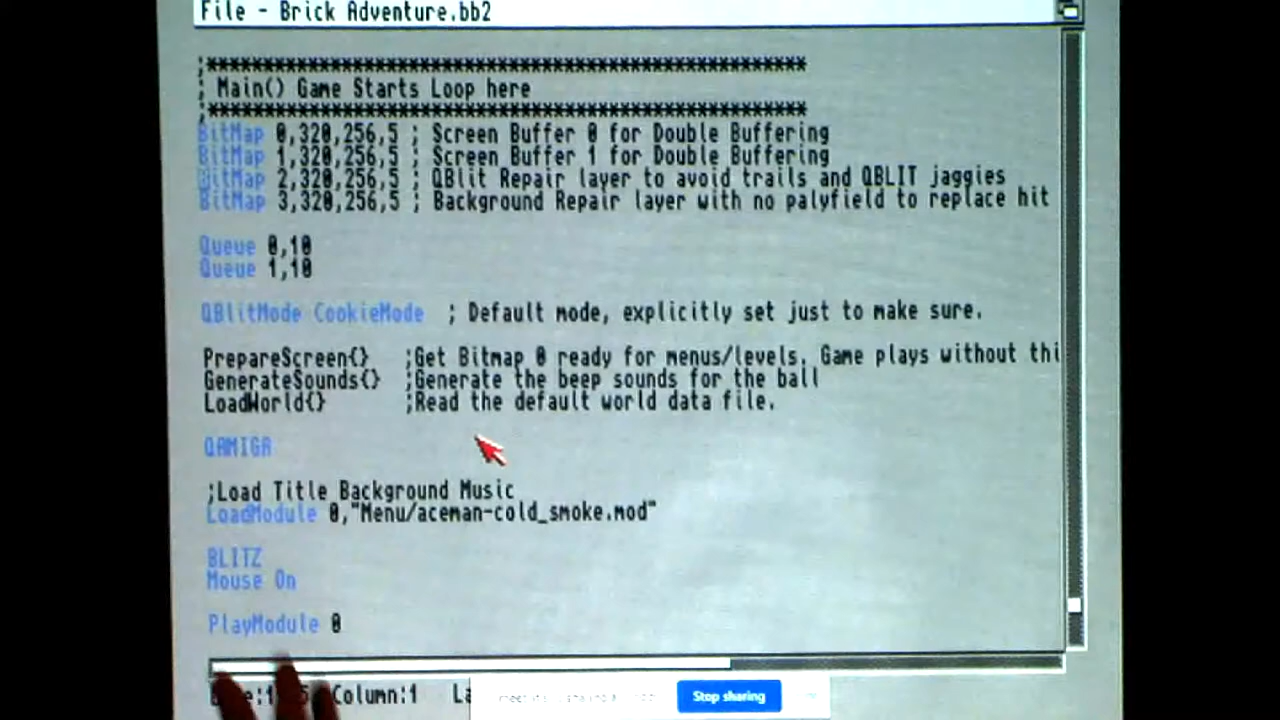 File - Brick Adventure.bb2
;******************************************************
; Main() Game Starts Loop here
;******************************************************
BitMap 0,320,256,5 ; Screen Buffer 0 for Double Buffering
BitMap 1,320,256,5 ; Screen Buffer 1 for Double Buffering
BitMap 2,320,256,5 ; QBlit Repair layer to avoid trails and QBLIT jaggies
BitMap 3,320,256,5 ; Background Repair layer with no palyfield to replace hit
Queue 0,10
Queue 1,10
QBlitMode CookieMode ; Default mode, explicitly set just to make sure.
PrepareScreen{} ;Get Bitmap 0 ready for menus/levels. Game plays without thi
GenerateSounds{} ;Generate the beep sounds for the ball
LoadWorld{} ;Read the default world data file.
QAMIGA
;Load Title Background Music
LoadModule 0,"Menu/aceman-cold_smoke.mod"
BLITZ
Mouse On
PlayModule 0
Column:1 La
Stop sharing